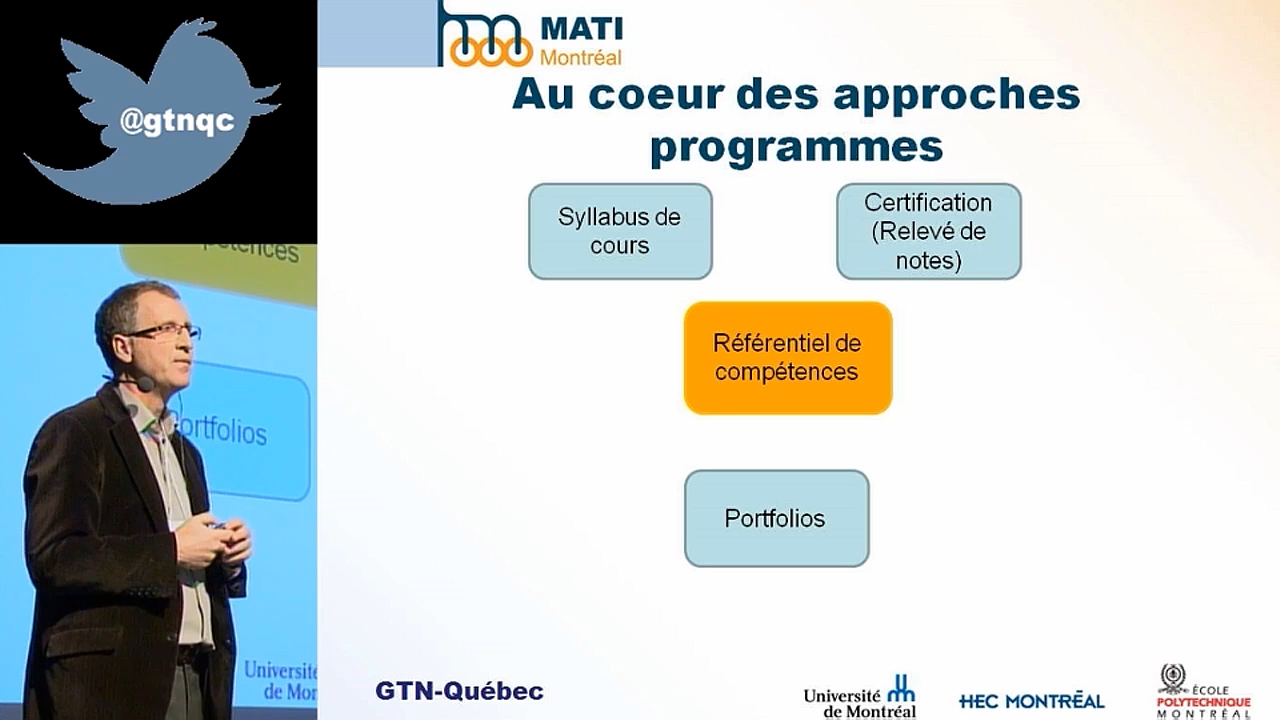 @gtnqc
MATI
Montréal
Au coeur des approches
programmes
Syllabus de
cours
Certification
(Relevé de
notes)
Référentiel de
compétences
Portfolios
GTN-Québec
Université
de Montréal
HEC MONTRÉAL
ÉCOLE
POLYTECHNIQUE
MONTRÉAL
pétences
ortfolios
Université
de Mon